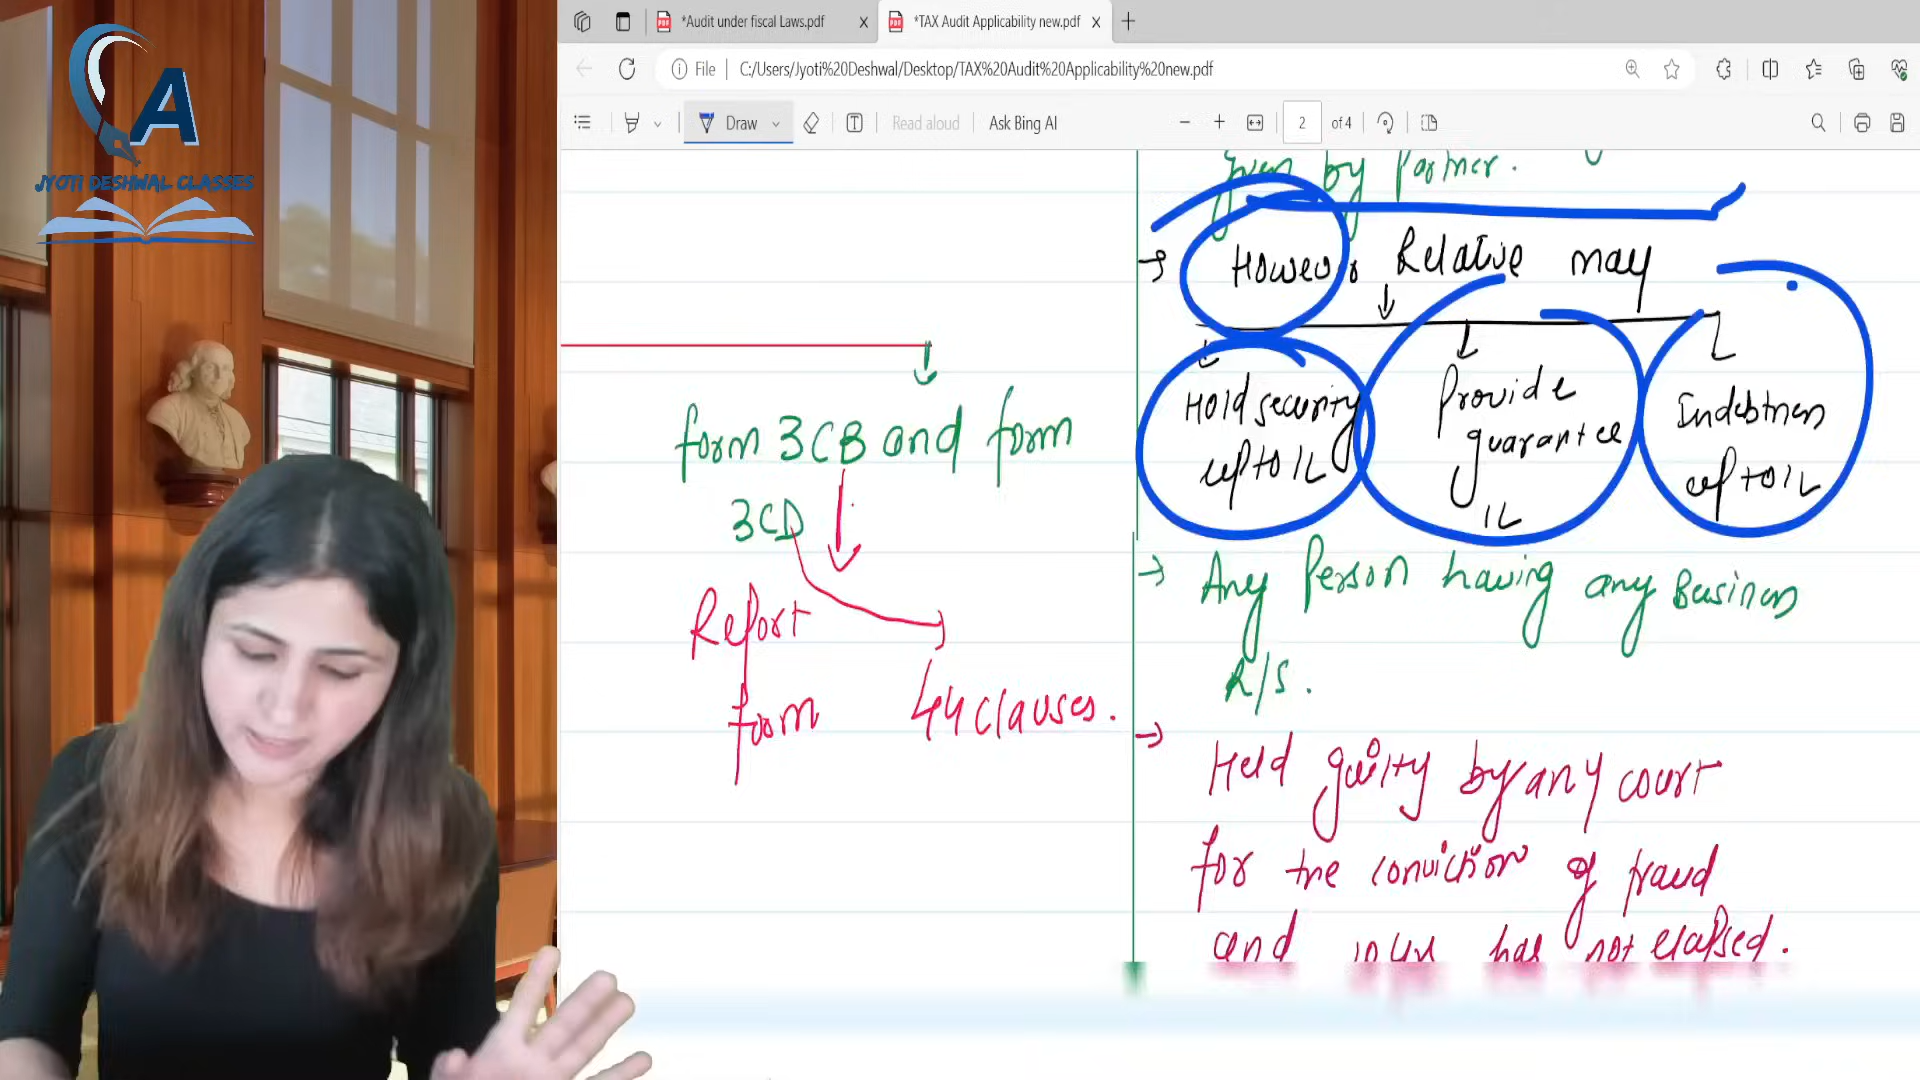 *Audit under fiscal Laws.pdf
*TAX Audit Applicability new.pdf
File
C:/Users/Jyoti%20Deshwal/Desktop/TAX%20Audit%20Applicability%20new.pdf
Draw
Read aloud
Ask Bing AI
2
of 4
CA
JYOTI DESHWAL CLASSES
form 3CB and form
3CD
Report
form
44 clauses.
given by Partner.
→ However Relative may
Hold security
upto 1L
Provide
guarantee
1L
Indebtness
upto 1L
→ Any Person having any Business
R/S.
→ Held guilty by any court
for the conviction of fraud
and 10 yr has not elapsed.